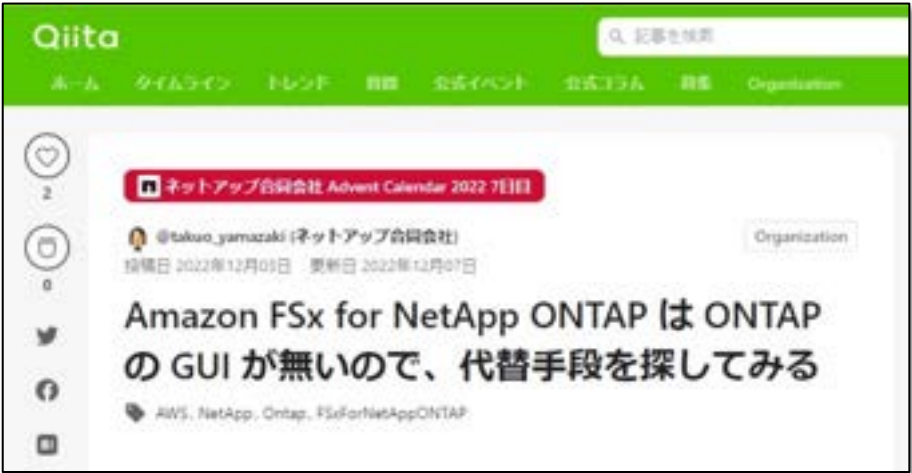 Qiita
記事を検索
ホーム タイムライン トレンド 質問 公式イベント 公式コラム 募集 Organization
ネットアップ合同会社 Advent Calendar 2022 7日目
2
@takuo_yamazaki (ネットアップ合同会社)
Organization
投稿日 2022年12月03日 更新日 2022年12月07日
0
Amazon FSx for NetApp ONTAP は ONTAP
の GUI が無いので、代替手段を探してみる
AWS, NetApp, Ontap, FSxForNetAppONTAP